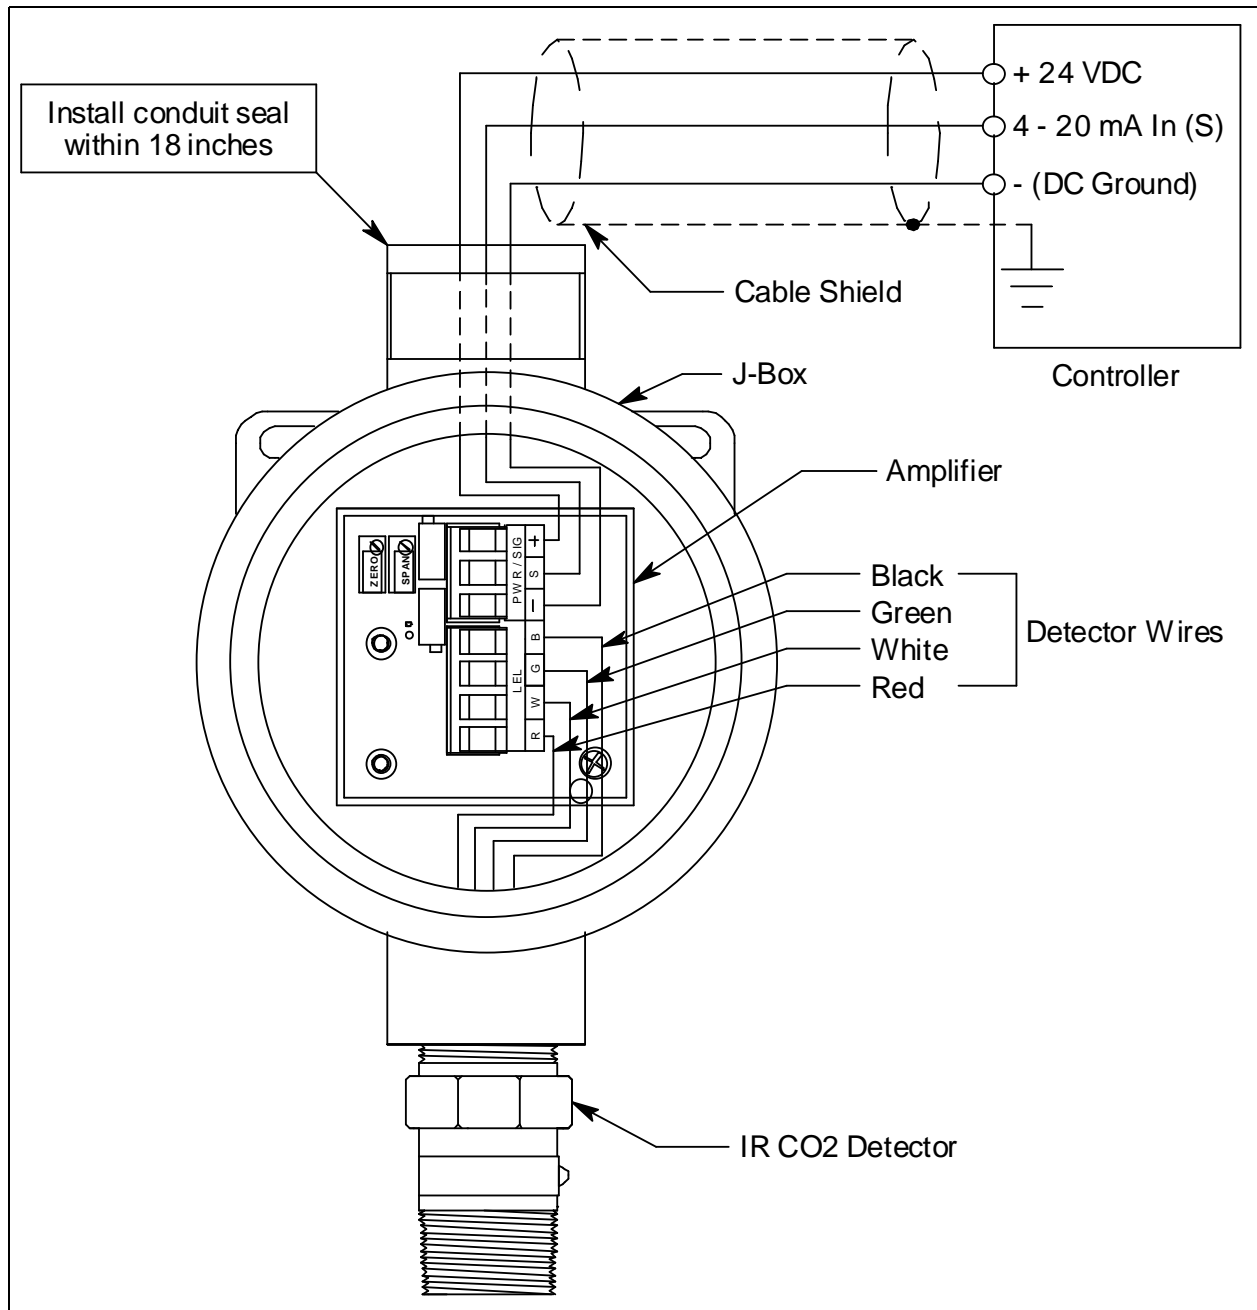 + 24 VDC
4 - 20 mA In (S)
- (DC Ground)
Install conduit seal
within 18 inches
Cable Shield
J-Box
Controller
Amplifier
ZERO
SPAN
PWR / SIG
+
S
-
LEL
B
G
W
R
Black
Green
White
Red
Detector Wires
IR CO2 Detector